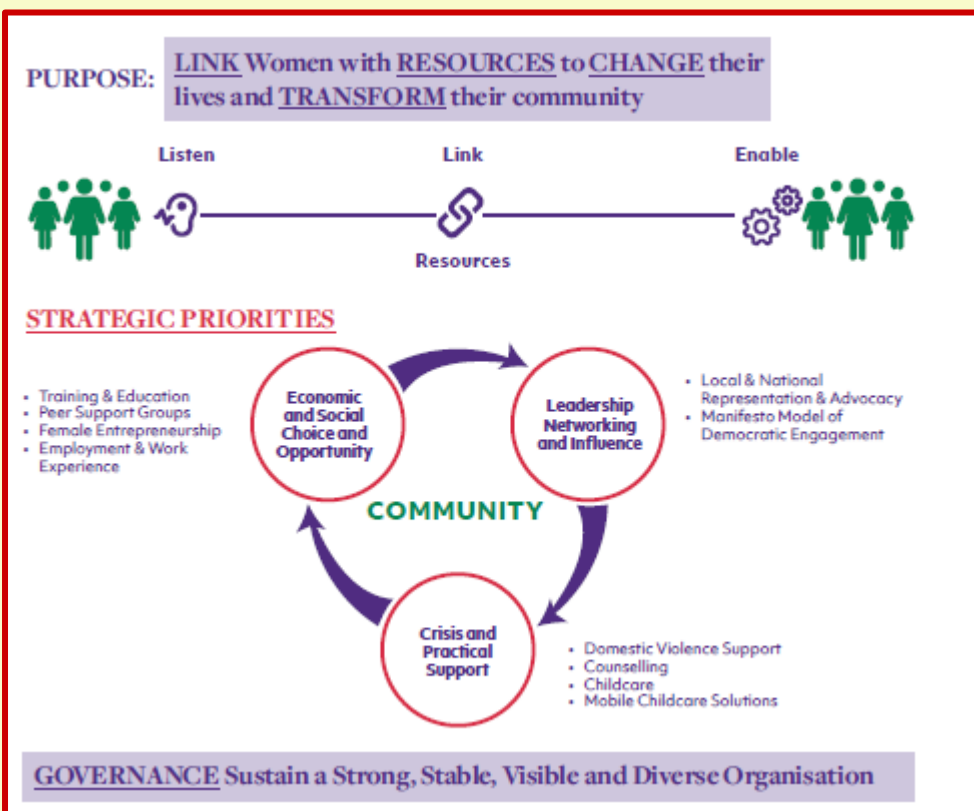 PURPOSE:
LINK Women with RESOURCES to CHANGE their
lives and TRANSFORM their community
Listen
Link
Enable
Resources
STRATEGIC PRIORITIES
• Training & Education
• Peer Support Groups
• Female Entrepreneurship
• Employment & Work
Experience
Economic
and Social
Choice and
Opportunity
Leadership
Networking
and Influence
• Local & National
Representation & Advocacy
• Manifesto Model of
Democratic Engagement
COMMUNITY
Crisis and
Practical
Support
• Domestic Violence Support
• Counselling
• Childcare
• Mobile Childcare Solutions
GOVERNANCE Sustain a Strong, Stable, Visible and Diverse Organisation